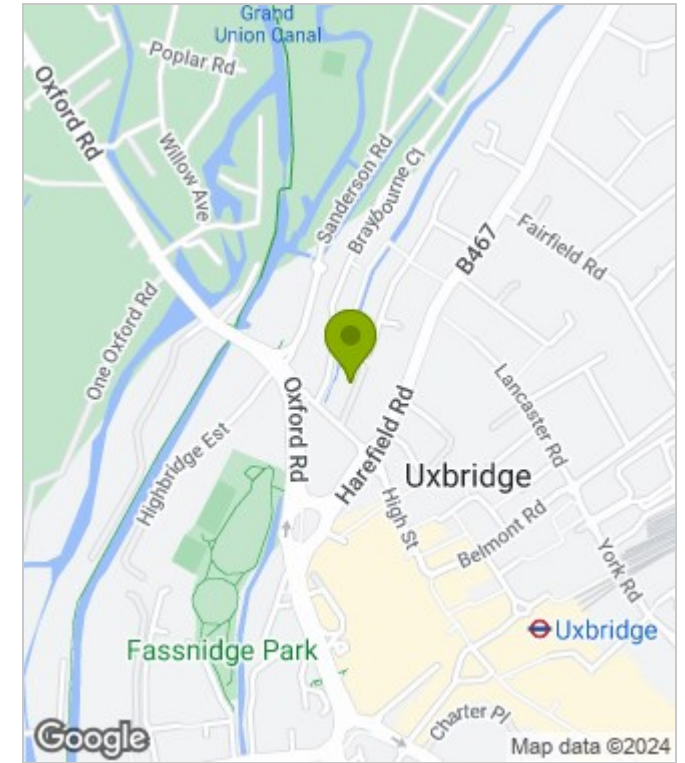 Grand
Union Canal
Poplar Rd
Oxford Rd
Willow Ave
Sanderson Rd
Braybourne Cl
B467
Fairfield Rd
One Oxford Rd
Lancaster Rd
Oxford Rd
Harefield Rd
Highbridge Est
Uxbridge
High St
Belmont Rd
York Rd
Uxbridge
Fassnidge Park
Charter Pl
Google
Map data ©2024